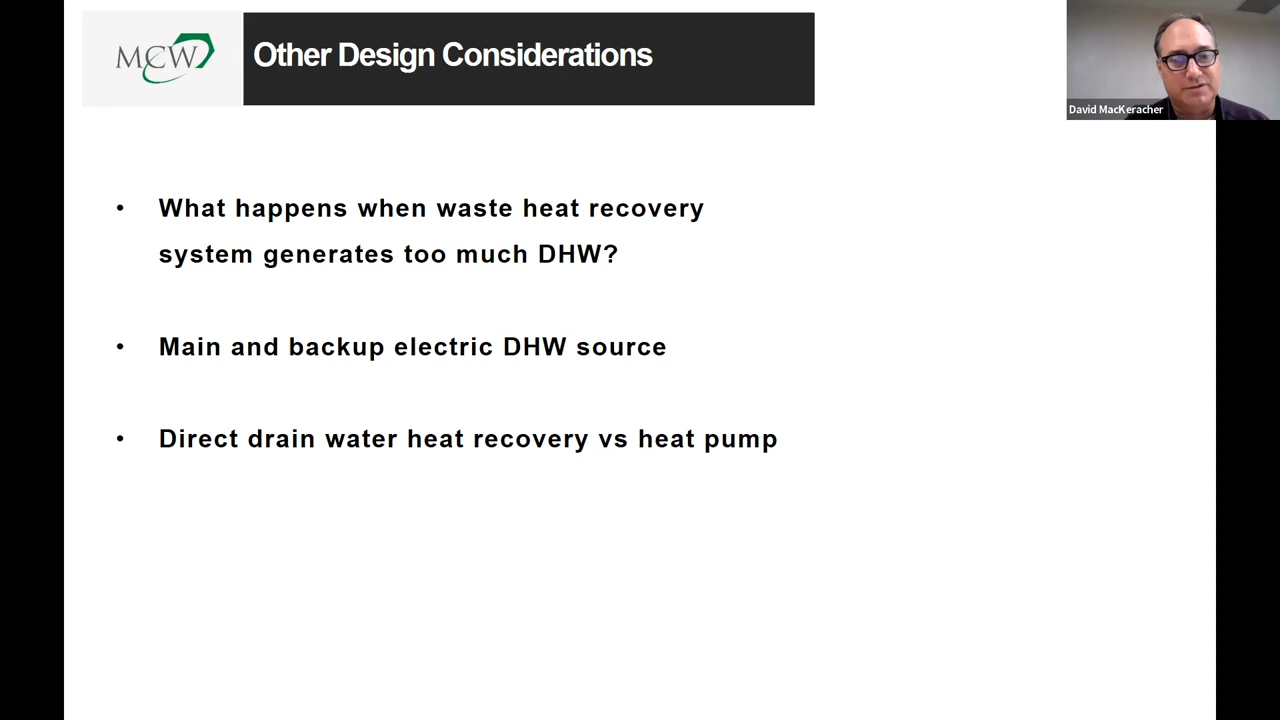 MCW
Other Design Considerations
David MacKeracher
• What happens when waste heat recovery
system generates too much DHW?
• Main and backup electric DHW source
• Direct drain water heat recovery vs heat pump